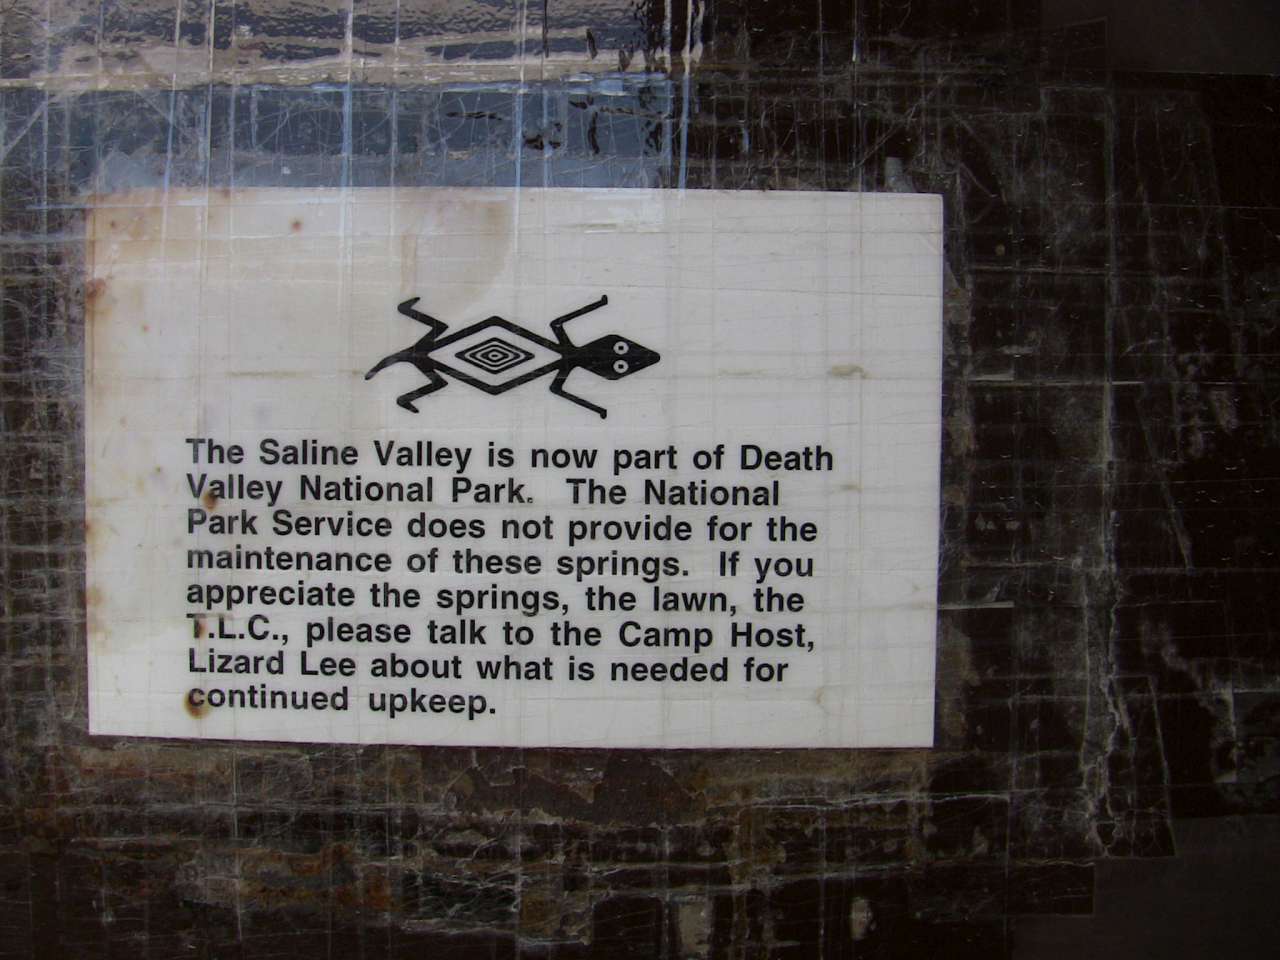 The Saline Valley is now part of Death
Valley National Park.  The National
Park Service does not provide for the
maintenance of these springs.  If you
appreciate the springs, the lawn, the
T.L.C., please talk to the Camp Host,
Lizard Lee about what is needed for
continued upkeep.